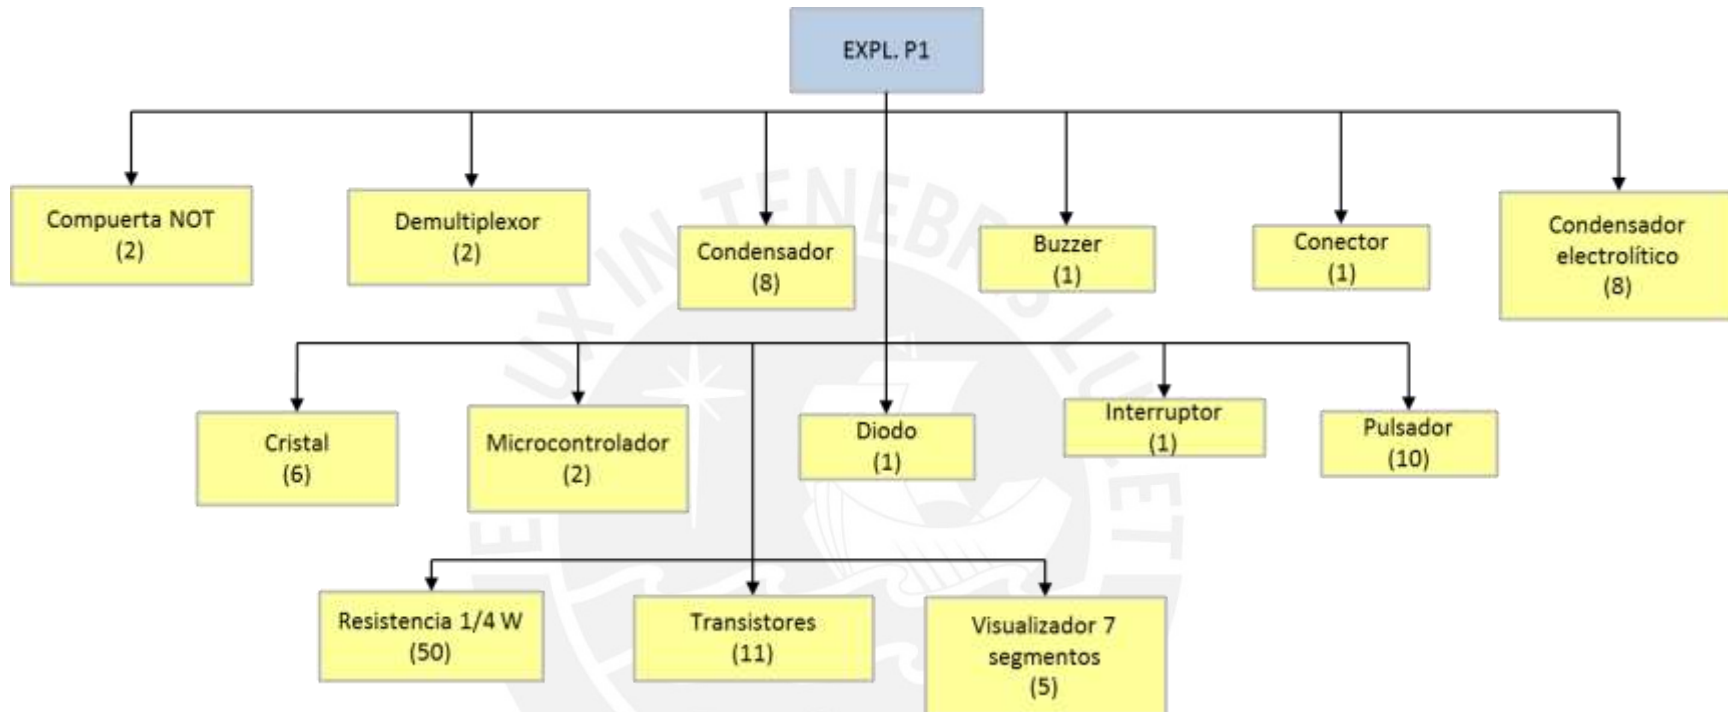 EXPL. P1
Compuerta NOT
(2)
Demultiplexor
(2)
Condensador
(8)
Buzzer
(1)
Conector
(1)
Condensador
electrolítico
(8)
Cristal
(6)
Microcontrolador
(2)
Diodo
(1)
Interruptor
(1)
Pulsador
(10)
Resistencia 1/4 W
(50)
Transistores
(11)
Visualizador 7
segmentos
(5)